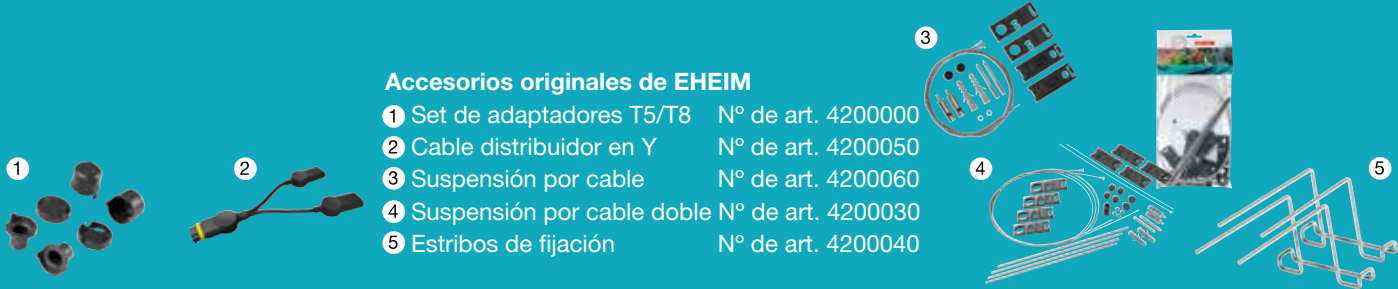 Accesorios originales de EHEIM
1 Set de adaptadores T5/T8 Nº de art. 4200000
2 Cable distribuidor en Y Nº de art. 4200050
3 Suspensión por cable Nº de art. 4200060
4 Suspensión por cable doble Nº de art. 4200030
5 Estribos de fijación Nº de art. 4200040
1
2
3
4
5